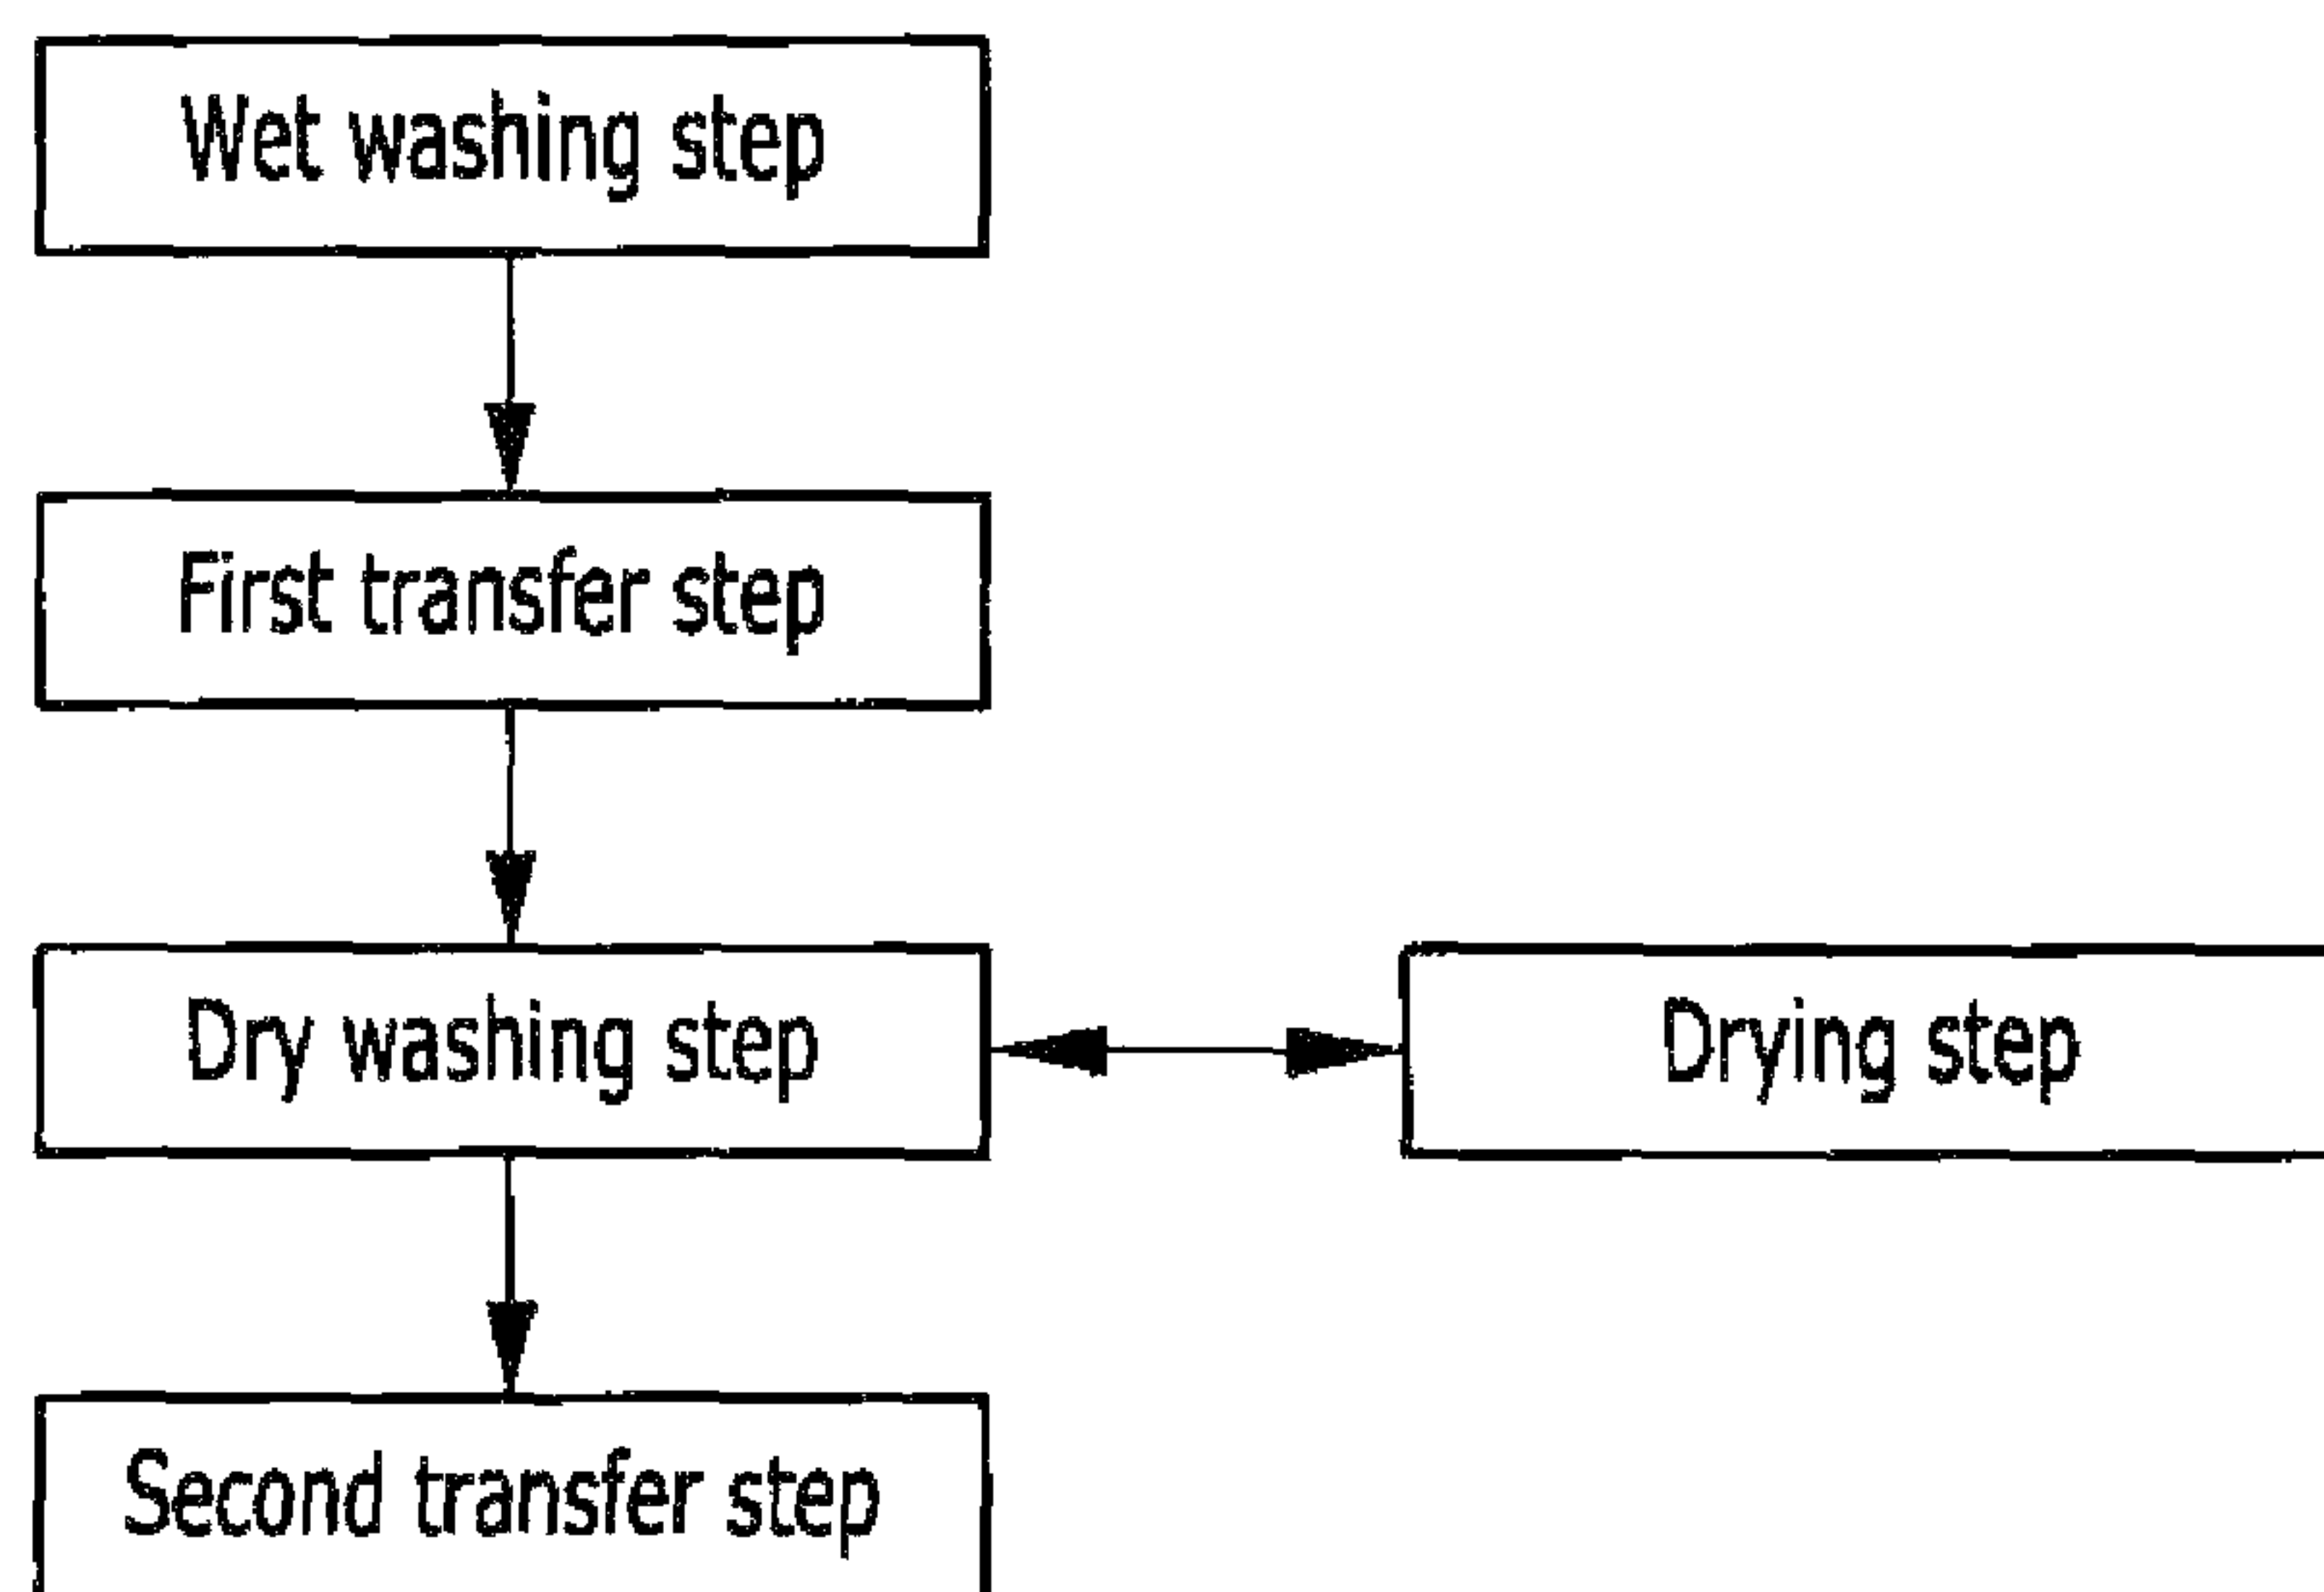 Wet washing step
First transfer step
Dry washing step
Drying step
Second transfer step